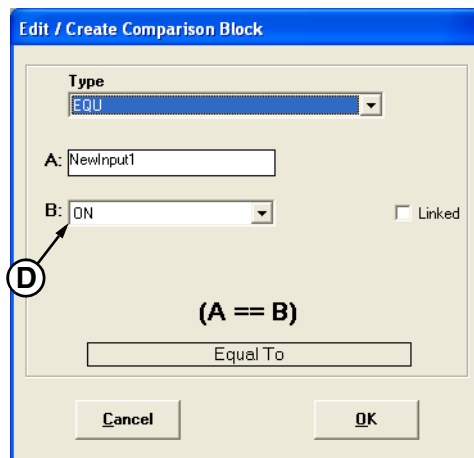 Edit / Create Comparison Block
Type
EQU
A: NewInput1
B: ON
Linked
D
(A == B)
Equal To
Cancel OK